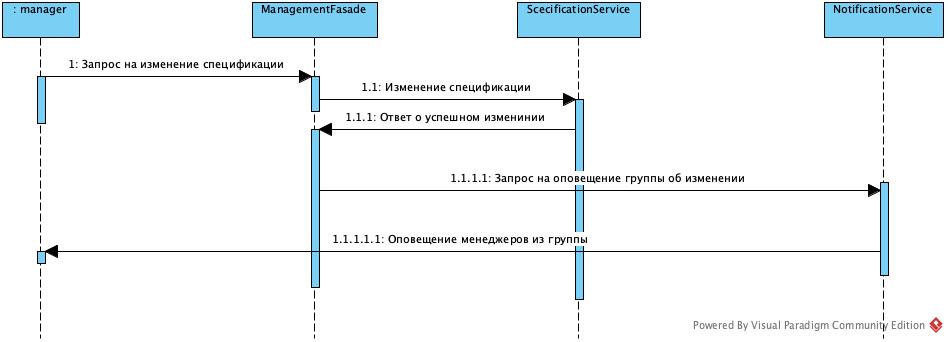 : manager
ManagementFasade
ScecificationService
NotificationService
1: Запрос на изменение спецификации
1.1: Изменение спецификации
1.1.1: Ответ о успешном измениннии
1.1.1.1: Запрос на оповещение группы об изменении
1.1.1.1.1: Оповещение менеджеров из группы
Powered By Visual Paradigm Community Edition